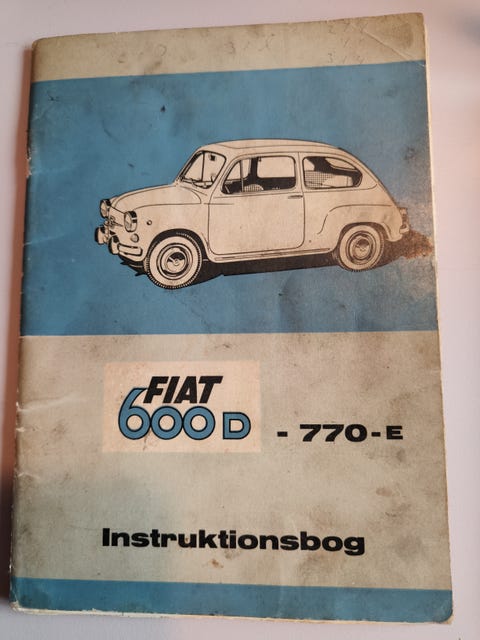 FIAT
600 D - 770-E
Instruktionsbog